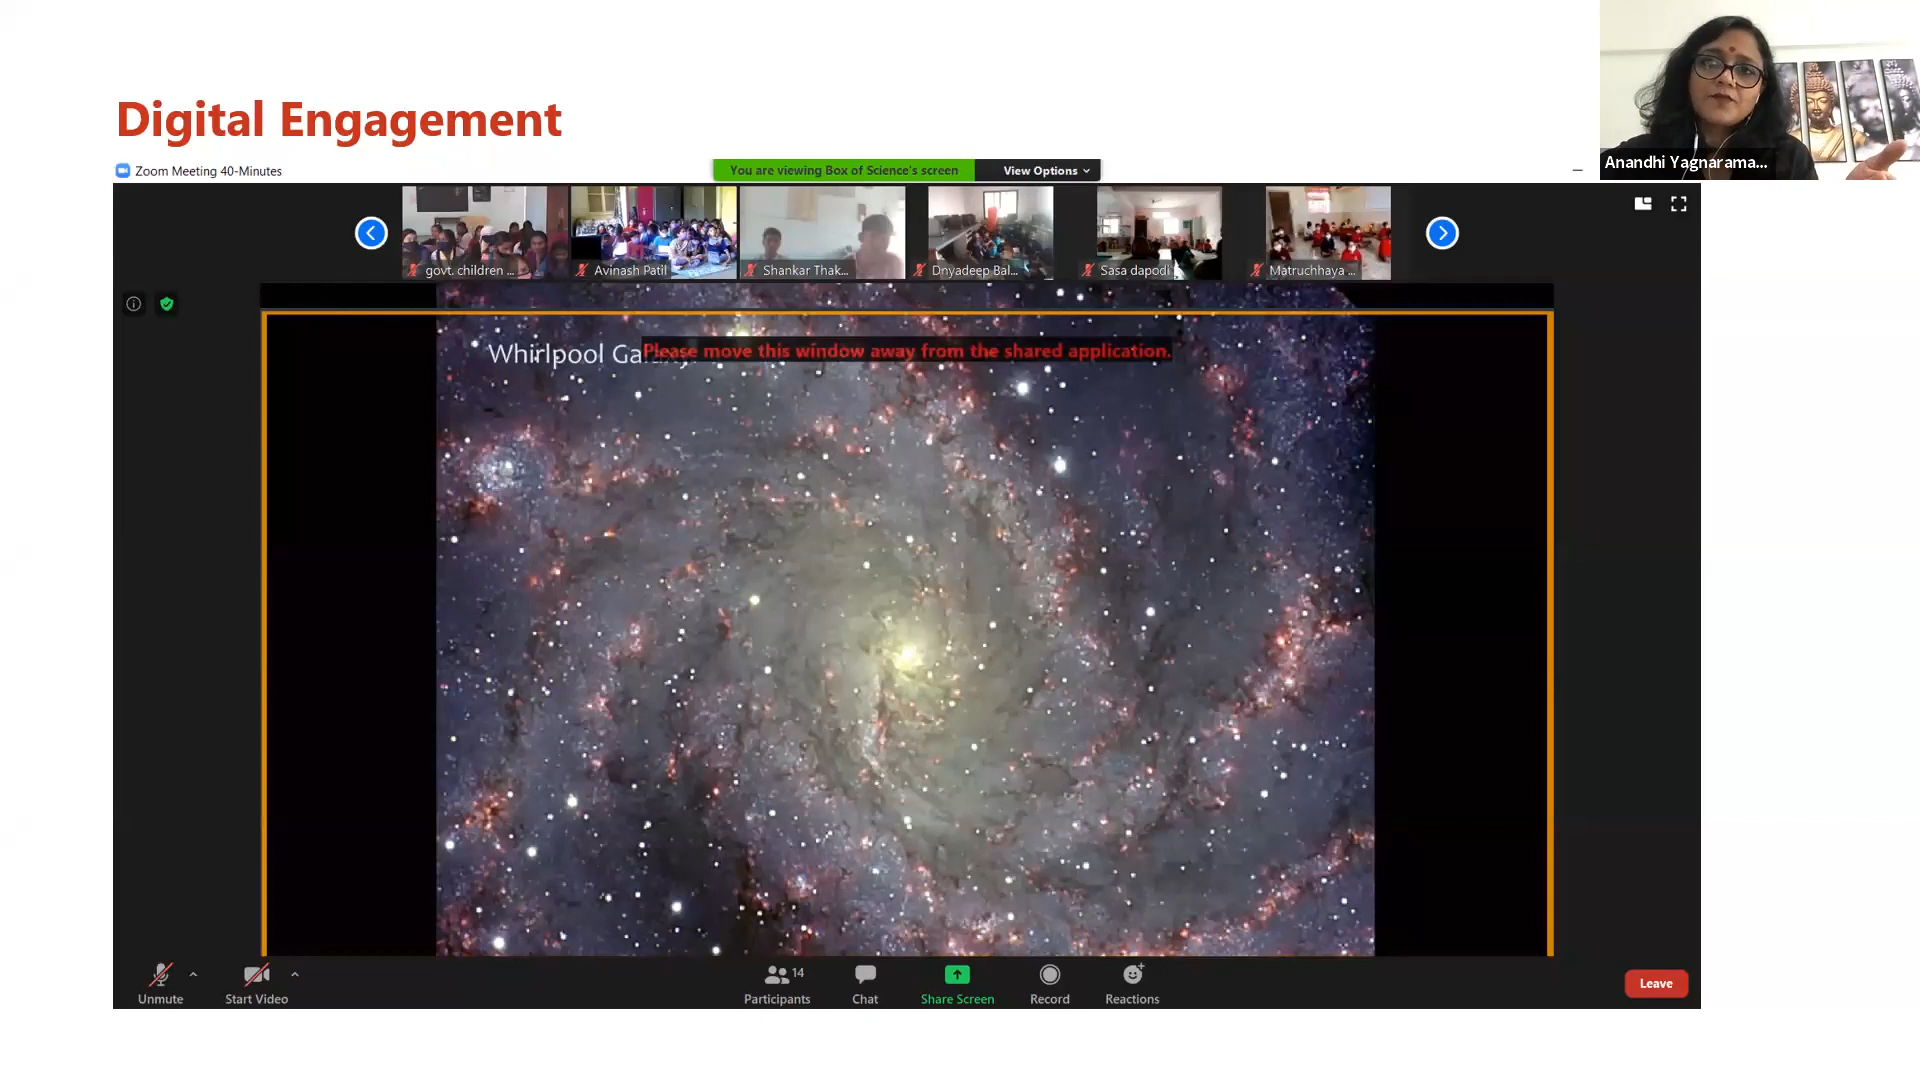 Digital Engagement
Anandhi Yagnarama...
Zoom Meeting 40-Minutes
You are viewing Box of Science's screen
View Options
govt. children ...
Avinash Patil
Shankar Thak...
Dnyadeep Bal...
Sasa dapodi
Matruchhaya ...
Whirlpool
Please move this window away from the shared application.
Unmute
Start Video
14
Participants
Chat
Share Screen
Record
Reactions
Leave